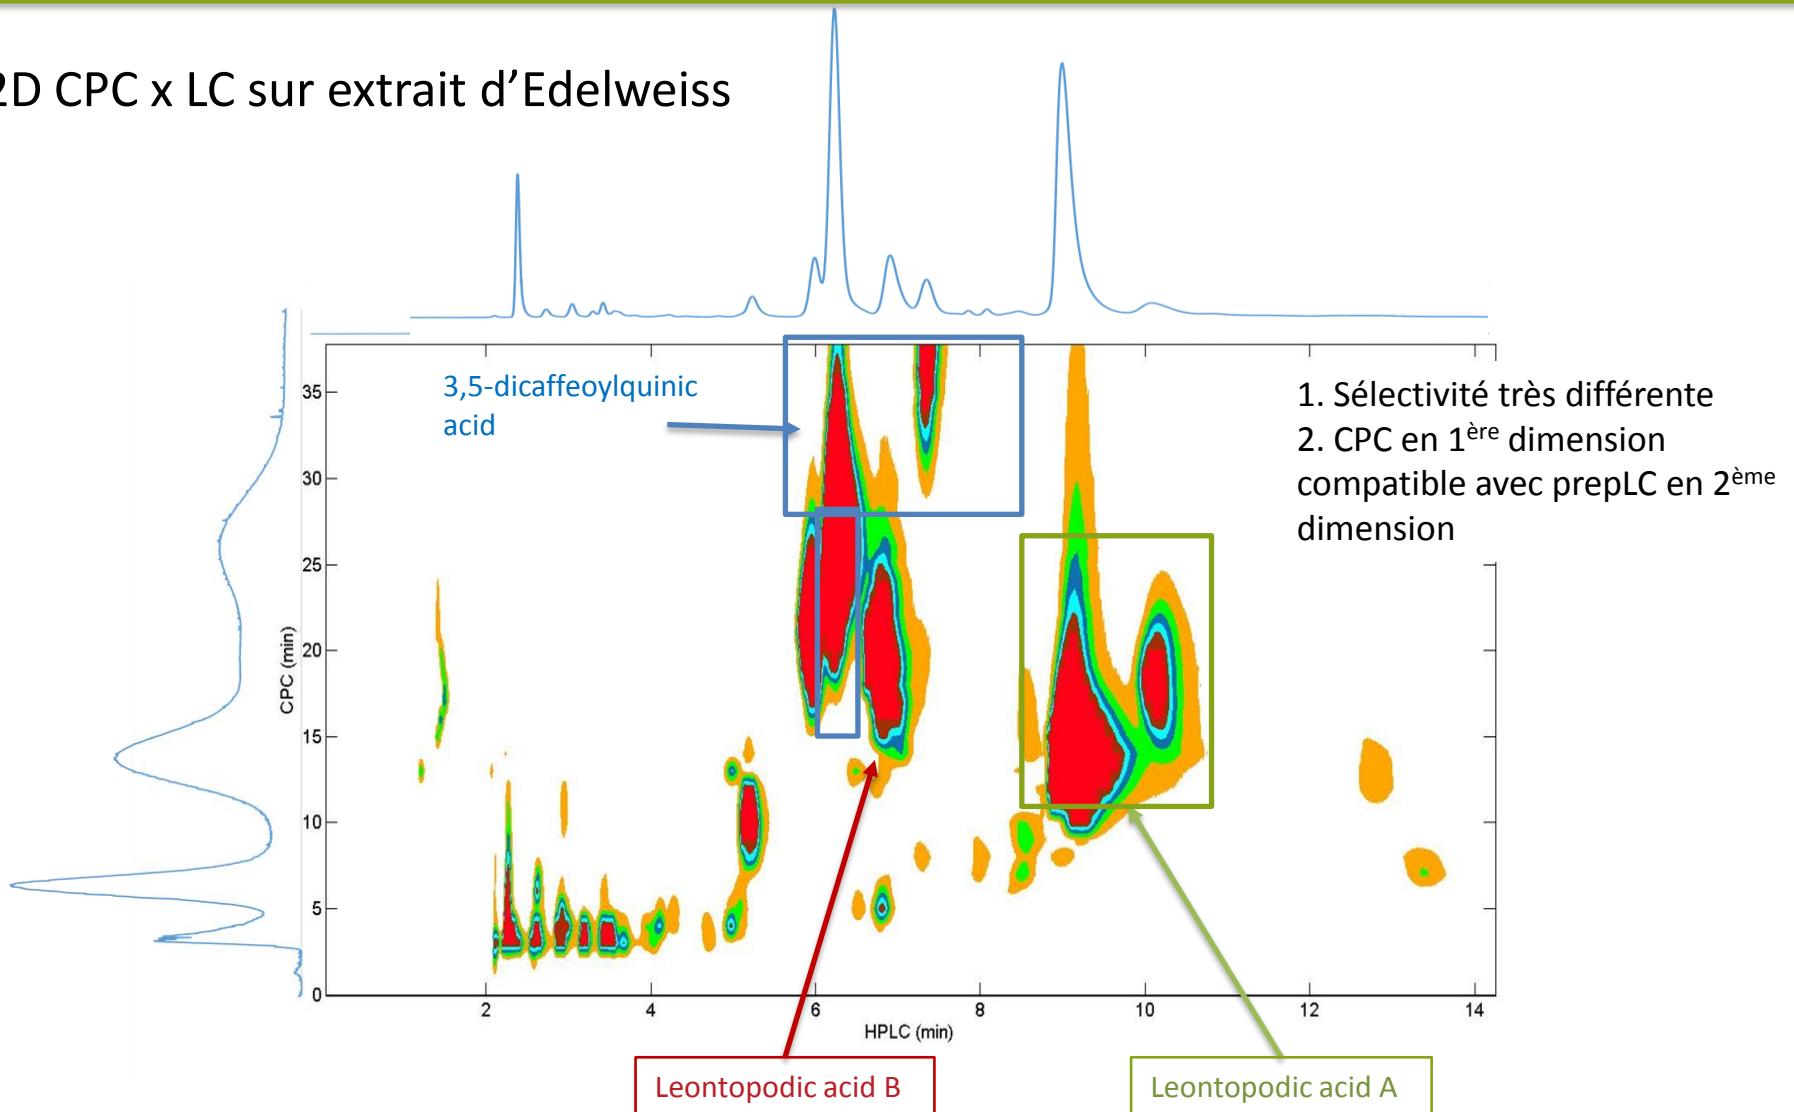 2D CPC x LC sur extrait d’Edelweiss
3,5-dicaffeoylquinic
acid
1. Sélectivité très différente
2. CPC en 1ère dimension
compatible avec prepLC en 2ème
dimension
35
30
25
20
15
10
5
0
CPC (min)
2 4 6 8 10 12 14
HPLC (min)
Leontopodic acid B
Leontopodic acid A